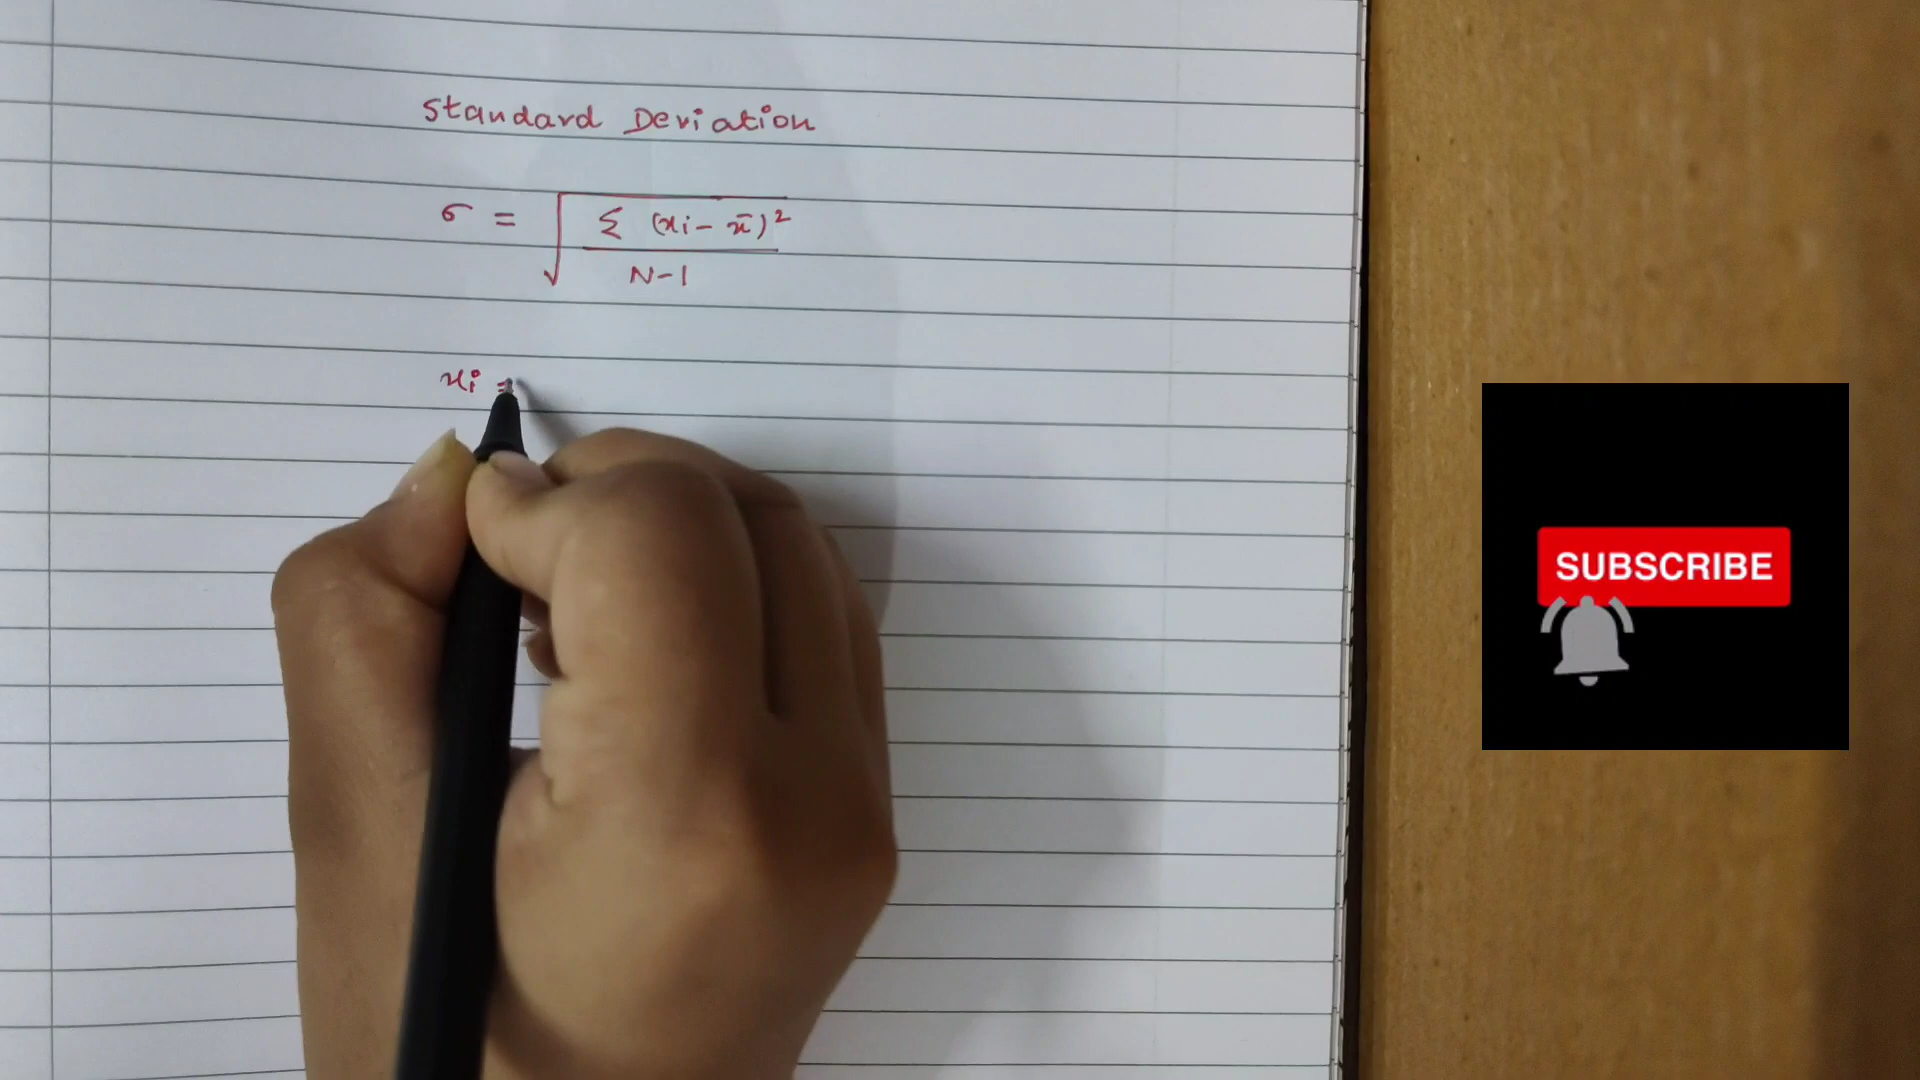 Standard Deviation
σ = √ Σ (xi - x̄)²
N-1
xi =
SUBSCRIBE